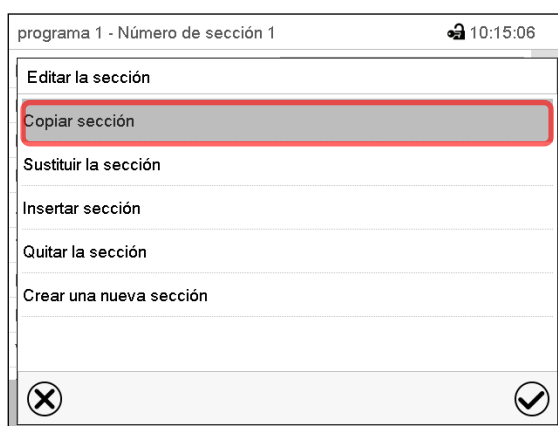 programa 1 - Número de sección 1 10:15:06
Editar la sección
Copiar sección
Sustituir la sección
Insertar sección
Quitar la sección
Crear una nueva sección